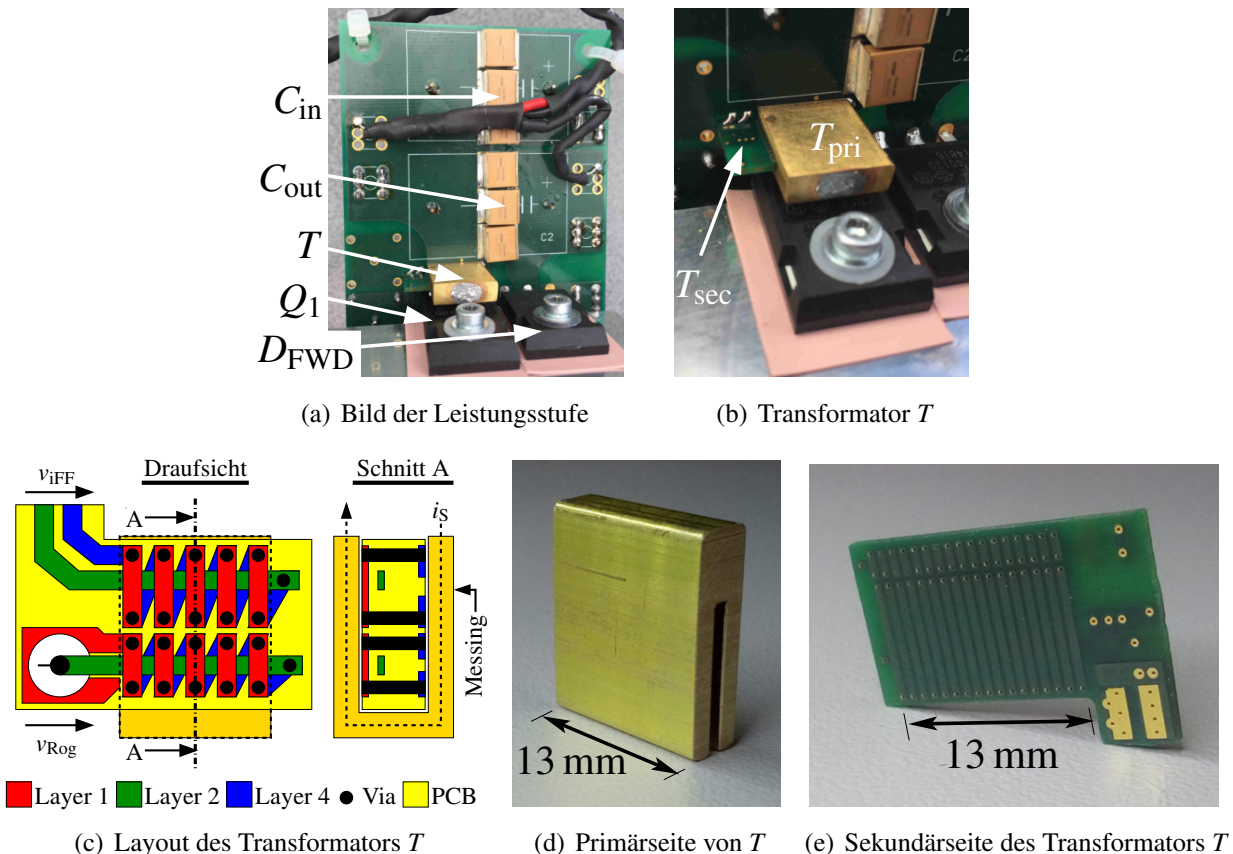 C_in
C_out
T
Q_1
D_FWD
C2
T_pri
T_sec
C2
(a) Bild der Leistungsstufe
(b) Transformator T
v_iFF
Draufsicht
Schnitt A
A
i_S
Messing
v_Rog
A
Layer 1 Layer 2 Layer 4 Via PCB
13 mm
13 mm
(c) Layout des Transformators T
(d) Primärseite von T
(e) Sekundärseite des Transformators T